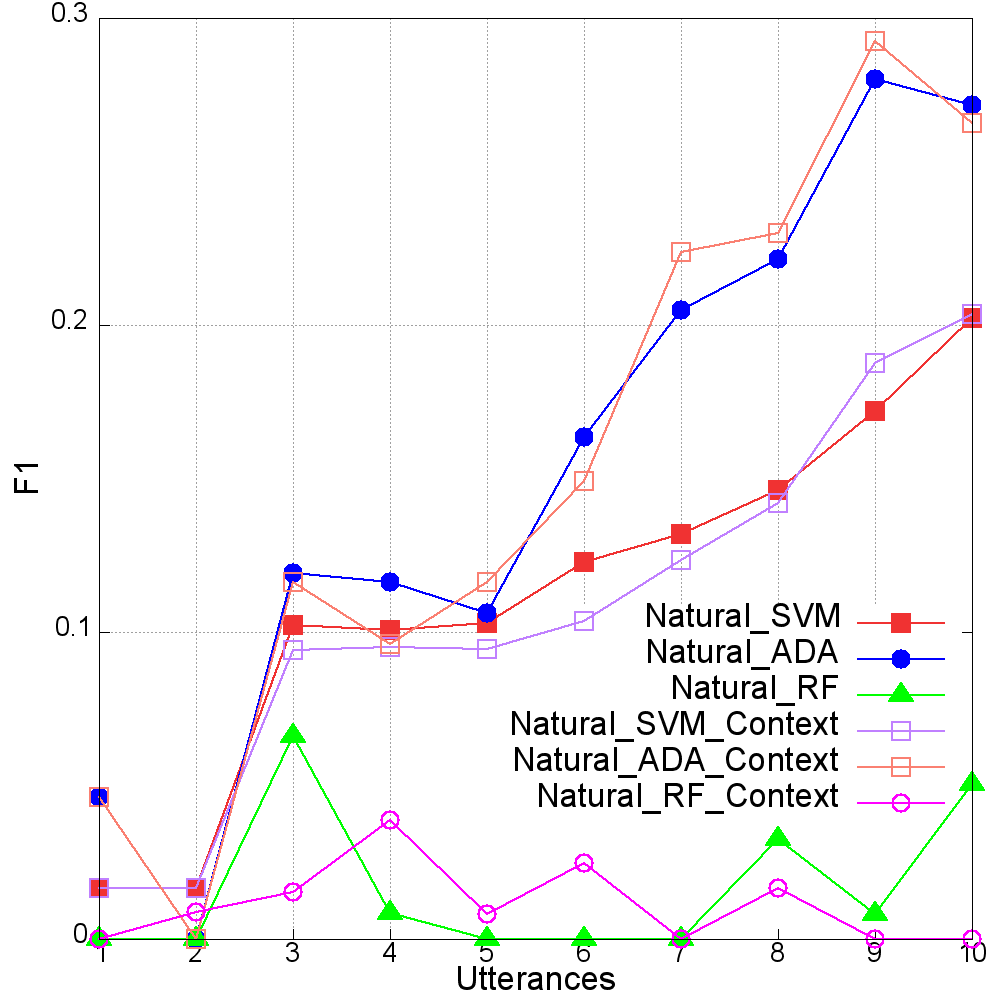 0.3
0.2
0.1
0
F1
Natural_SVM
Natural_ADA
Natural_RF
Natural_SVM_Context
Natural_ADA_Context
Natural_RF_Context
1 2 3 4 5 6 7 8 9 10
Utterances